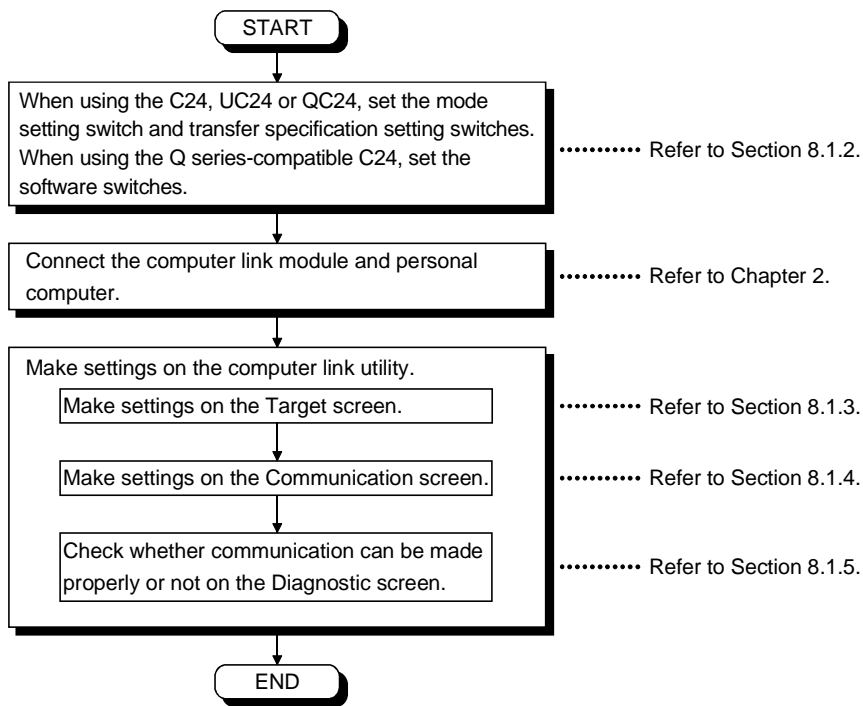 START
When using the C24, UC24 or QC24, set the mode
setting switch and transfer specification setting switches.
When using the Q series-compatible C24, set the
software switches.
Refer to Section 8.1.2.
Connect the computer link module and personal
computer.
Refer to Chapter 2.
Make settings on the computer link utility.
Make settings on the Target screen.
Refer to Section 8.1.3.
Make settings on the Communication screen.
Refer to Section 8.1.4.
Check whether communication can be made
properly or not on the Diagnostic screen.
Refer to Section 8.1.5.
END